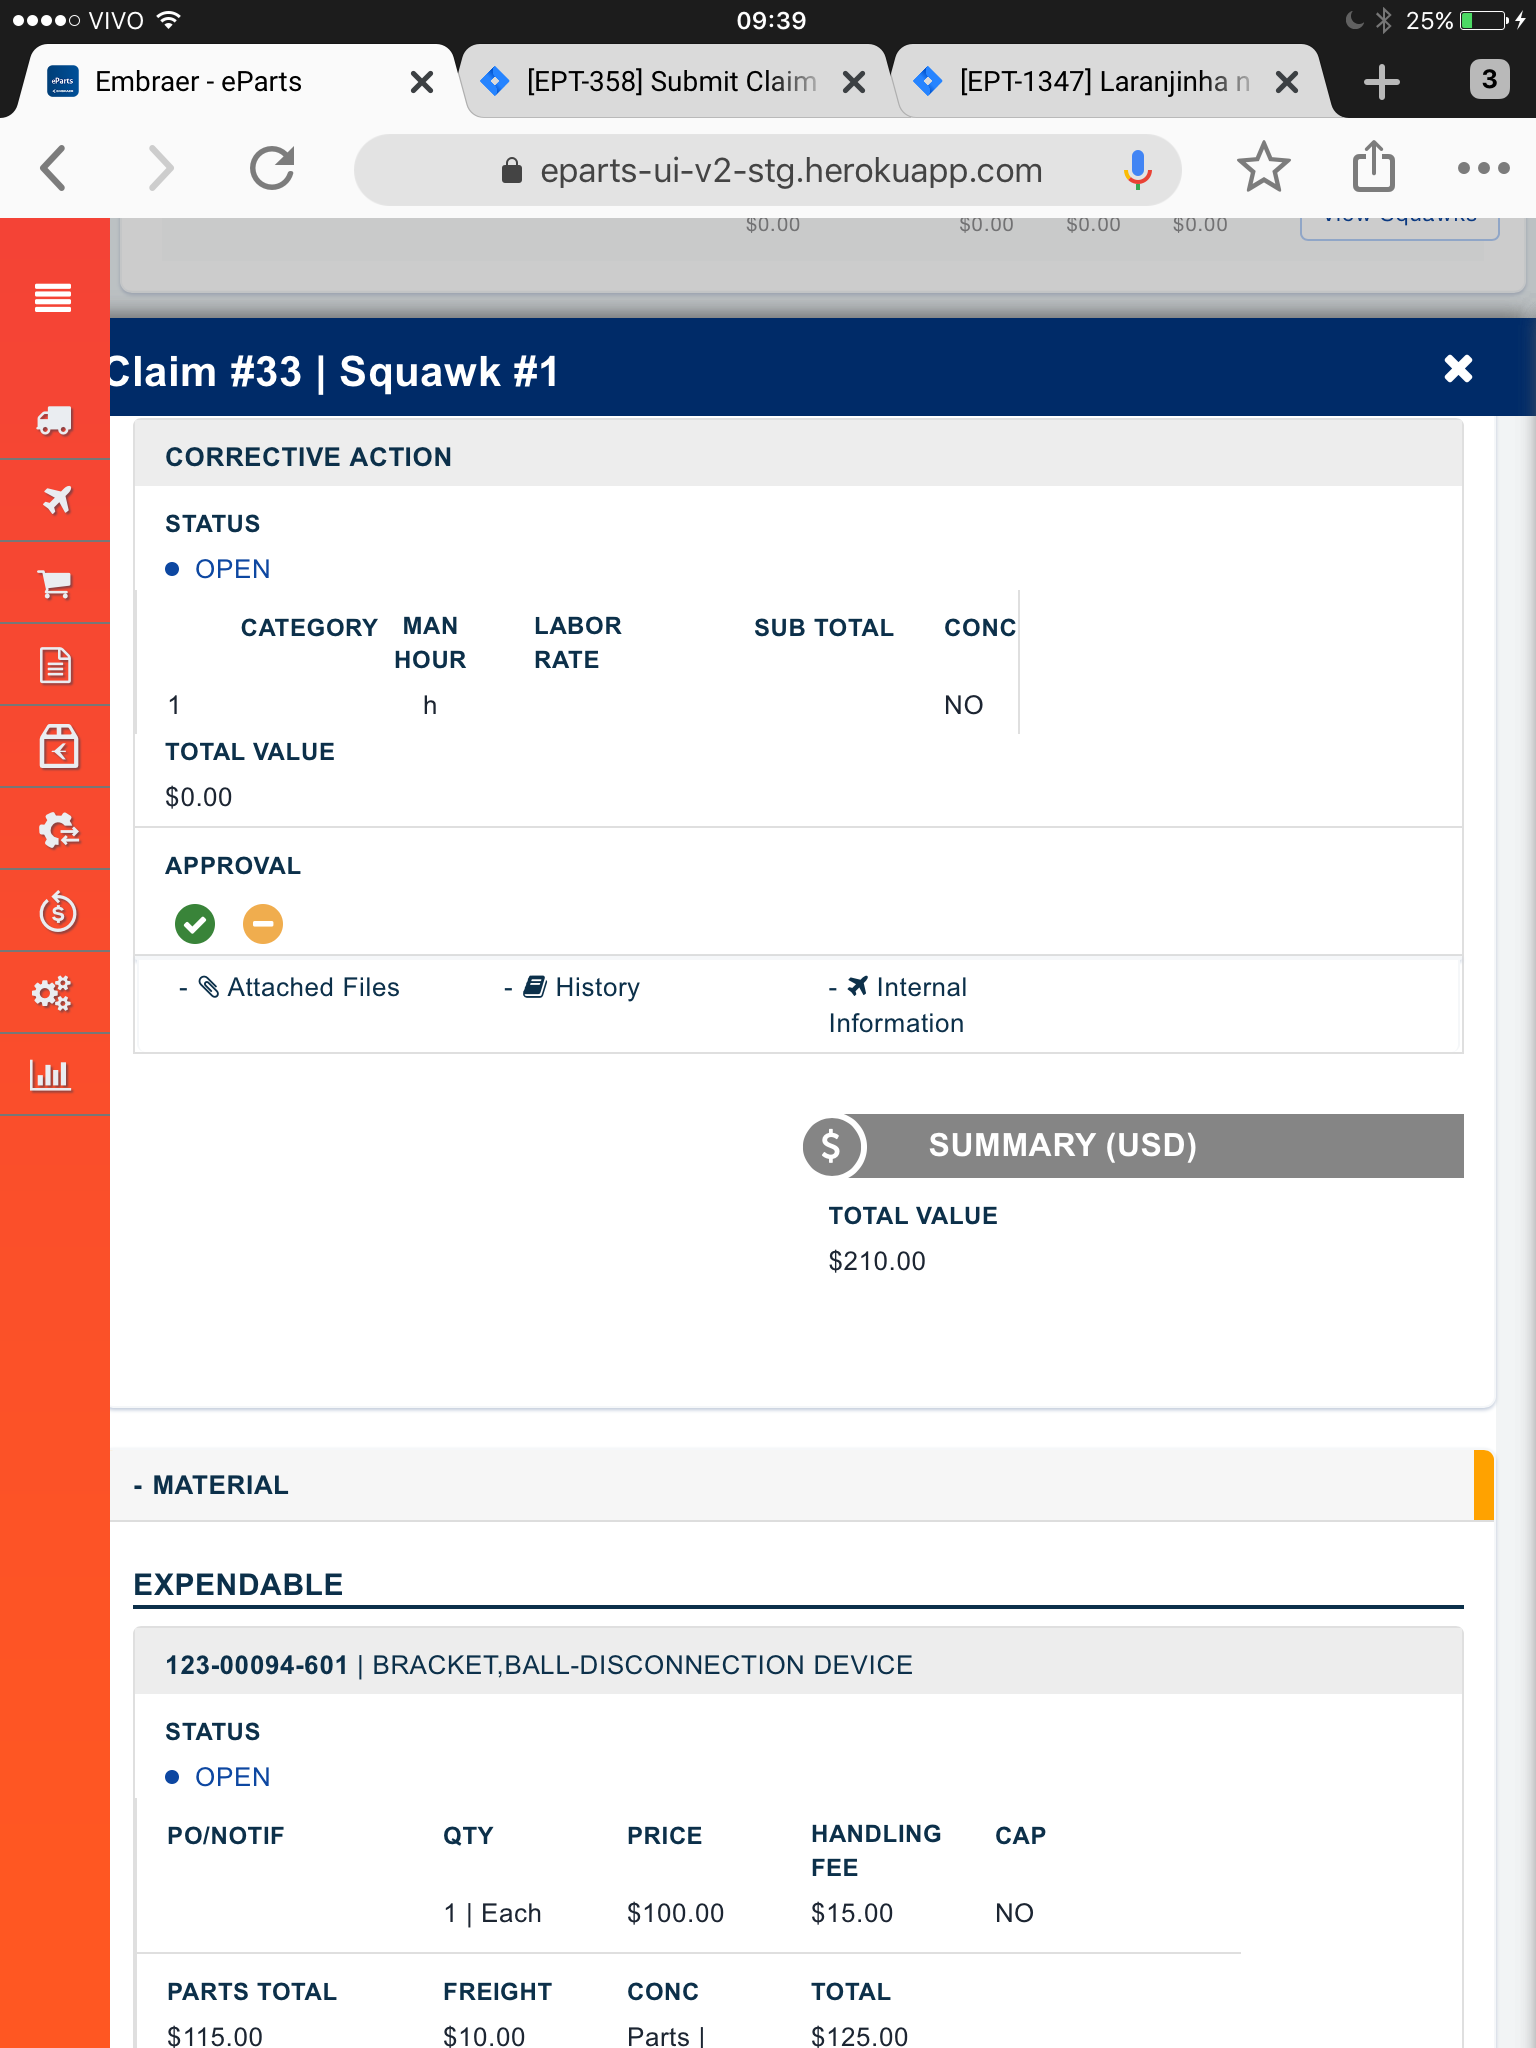 VIVO 09:39 25%
Embraer - eParts [EPT-358] Submit Claim [EPT-1347] Laranjinha n 3
eparts-ui-v2-stg.herokuapp.com
$0.00 $0.00 $0.00 $0.00 View Squawks
Claim #33 | Squawk #1
CORRECTIVE ACTION
STATUS
OPEN
CATEGORY MAN HOUR LABOR RATE SUB TOTAL CONC
1 h NO
TOTAL VALUE
$0.00
APPROVAL
- Attached Files - History - Internal Information
$ SUMMARY (USD)
TOTAL VALUE
$210.00
- MATERIAL
EXPENDABLE
123-00094-601 | BRACKET,BALL-DISCONNECTION DEVICE
STATUS
OPEN
PO/NOTIF QTY PRICE HANDLING FEE CAP
1 | Each $100.00 $15.00 NO
PARTS TOTAL FREIGHT CONC TOTAL
$115.00 $10.00 Parts | $125.00